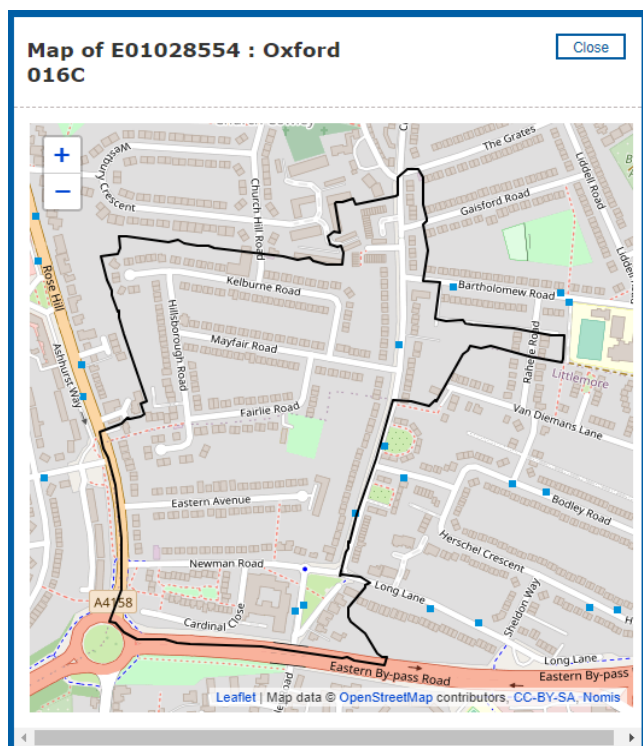 Map of E01028554 : Oxford
016C
Close
+
−
Westbury
Crescent
Church Hill Road
The Grates
Liddell Road
Gaisford Road
Rose Hill
Kelburne Road
Bartholomew Road
Hillsborough Road
Mayfair Road
Rahere Road
Littlemore
Ashhurst Way
Fairlie Road
Van Diemans Lane
Eastern Avenue
Bodley Road
Herschel Crescent
Newman Road
Long Lane
Sheldon Way
A4158
Cardinal Close
Long Lane
Eastern By-pass Road
Eastern By-pass
Leaflet | Map data © OpenStreetMap contributors, CC-BY-SA, Nomis